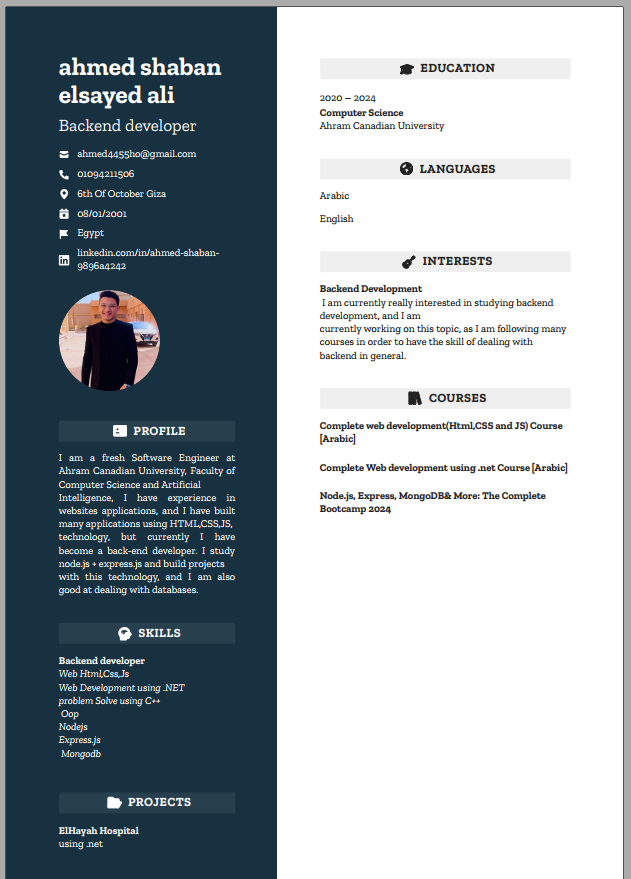 ahmed shaban
elsayed ali
Backend developer
ahmed4455ho@gmail.com
01094211506
6th Of October Giza
08/01/2001
Egypt
linkedin.com/in/ahmed-shaban-
9896a4242
PROFILE
I am a fresh Software Engineer at
Ahram Canadian University, Faculty of
Computer Science and Artificial
Intelligence, I have experience in
websites applications, and I have built
many applications using HTML,CSS,JS,
technology, but currently I have
become a back-end developer. I study
node.js + express.js and build projects
with this technology, and I am also
good at dealing with databases.
SKILLS
Backend developer
Web Html,Css,Js
Web Development using .NET
problem Solve using C++
Oop
Nodejs
Express.js
Mongodb
PROJECTS
ElHayah Hospital
using .net
EDUCATION
2020 – 2024
Computer Science
Ahram Canadian University
LANGUAGES
Arabic
English
INTERESTS
Backend Development
I am currently really interested in studying backend
development, and I am
currently working on this topic, as I am following many
courses in order to have the skill of dealing with
backend in general.
COURSES
Complete web development(Html,CSS and JS) Course
[Arabic]
Complete Web development using .net Course [Arabic]
Node.js, Express, MongoDB& More: The Complete
Bootcamp 2024